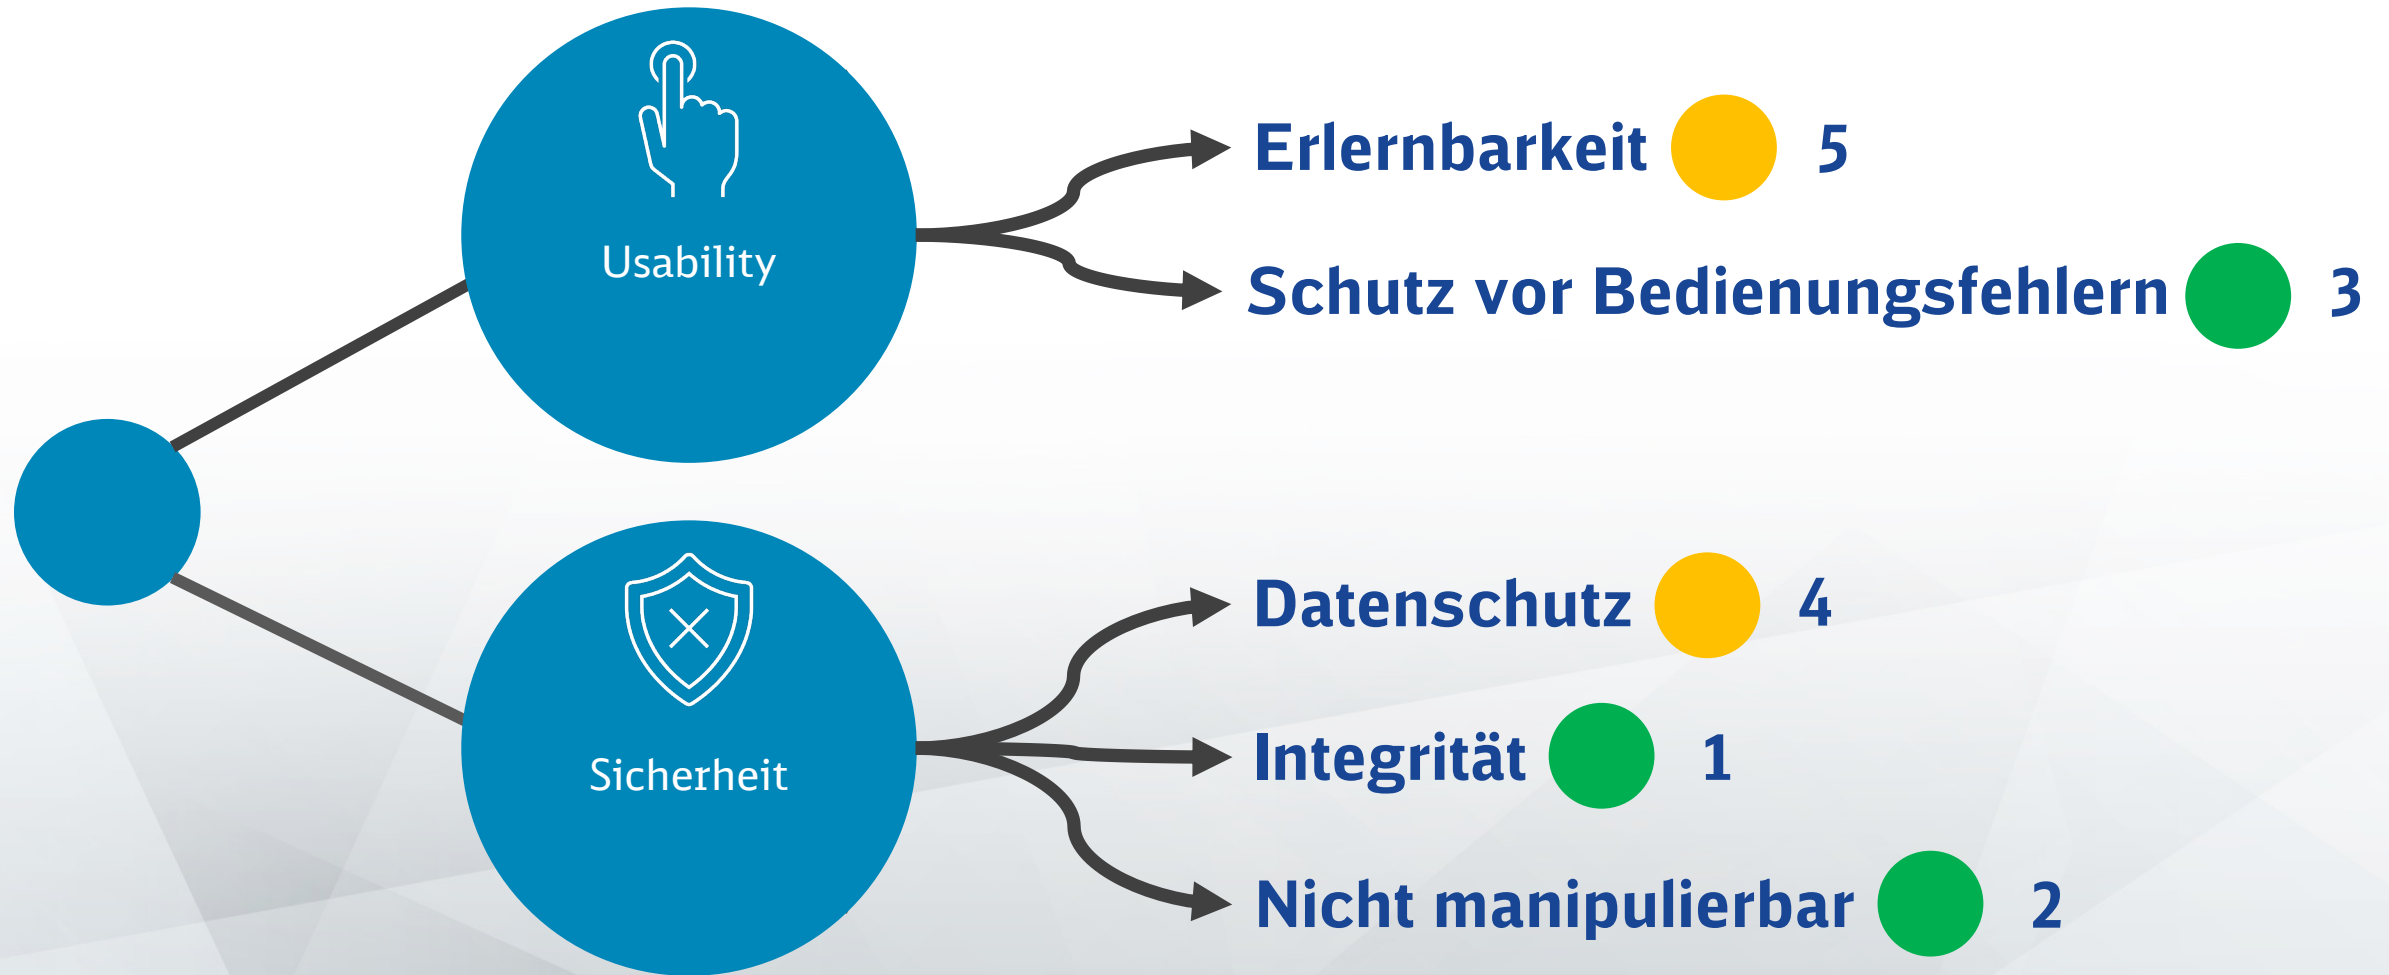 Usability
Erlernbarkeit 5
Schutz vor Bedienungsfehlern 3
Sicherheit
Datenschutz 4
Integrität 1
Nicht manipulierbar 2